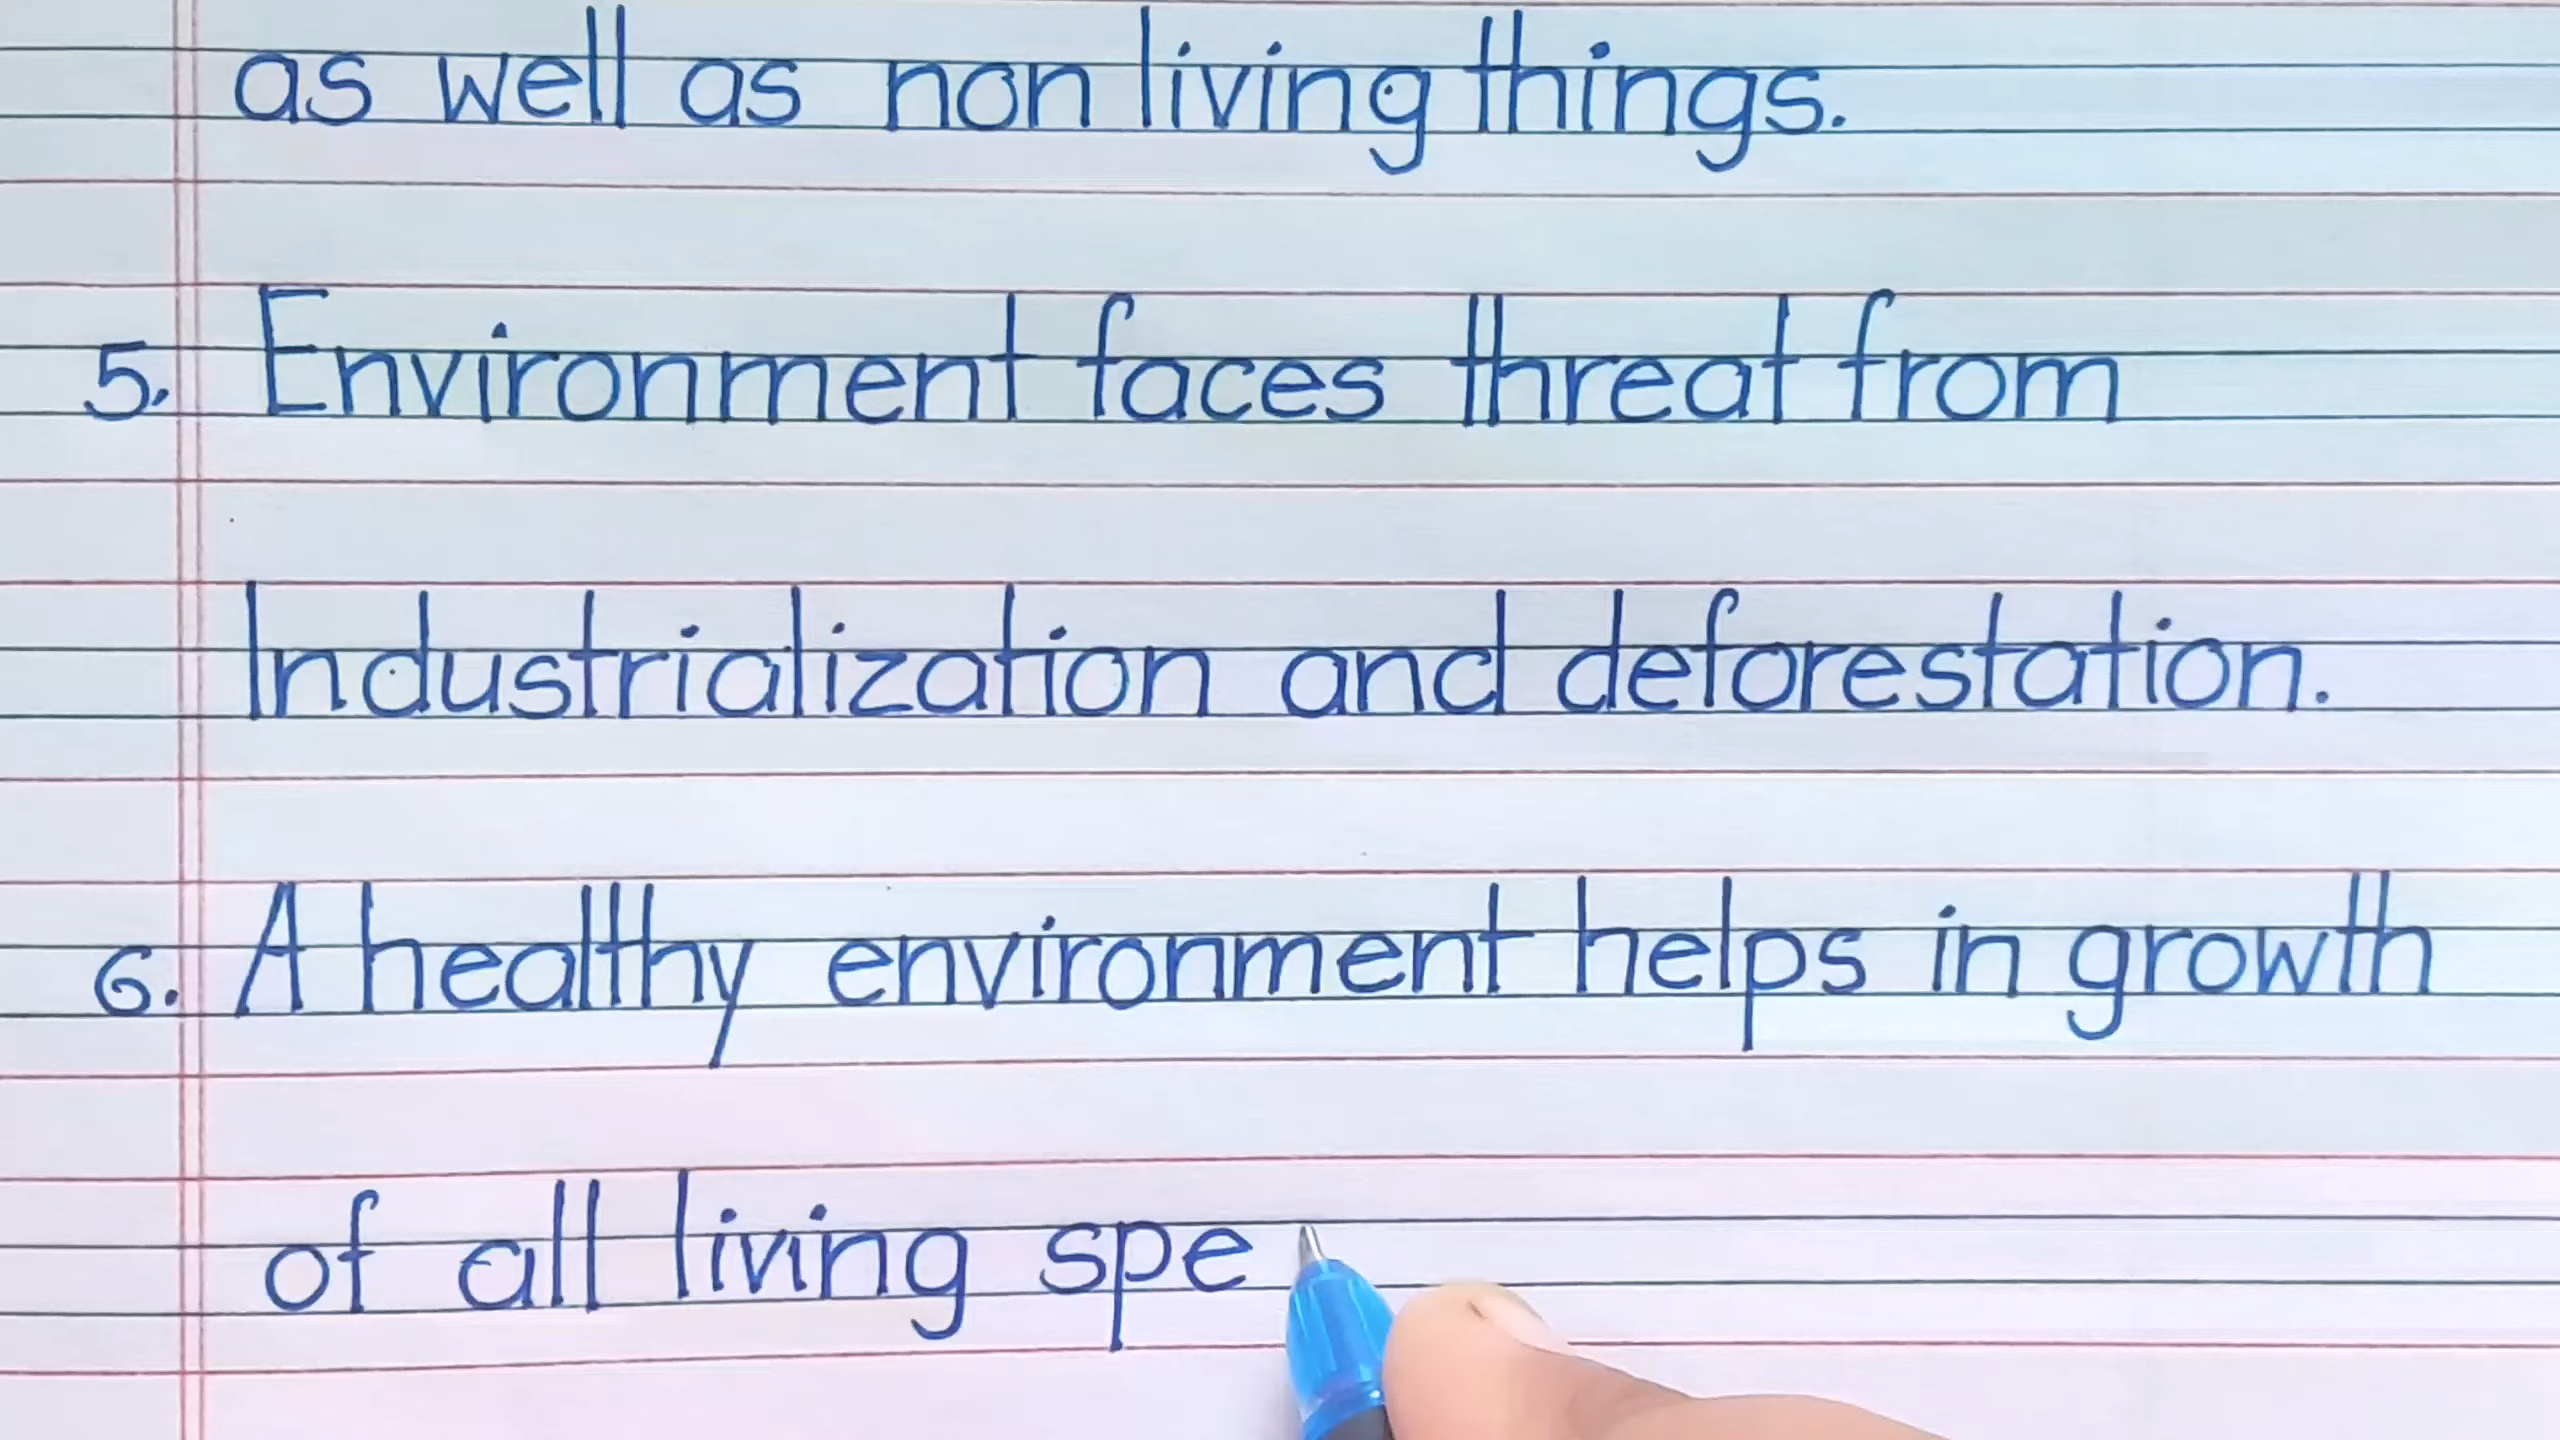 as well as non living things.
5. Environment faces threat from
Industrialization and deforestation.
6. A healthy environment helps in growth
of all living spe